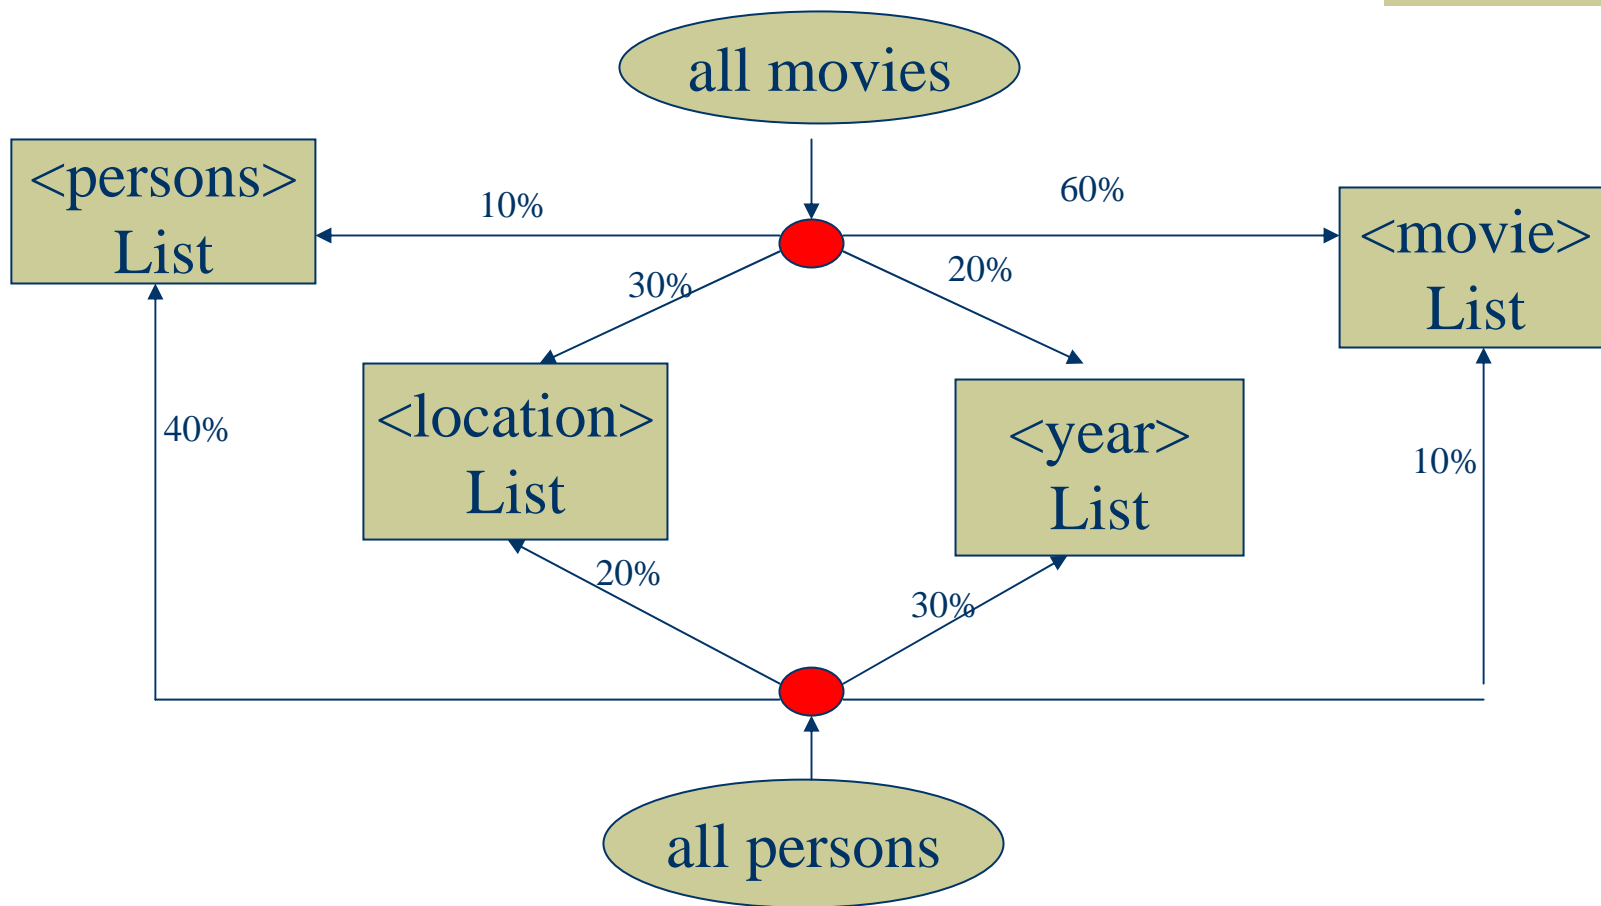 all movies
<persons>
List
10%
60%
<movie>
List
30%
20%
<location>
List
<year>
List
40%
10%
20%
30%
all persons